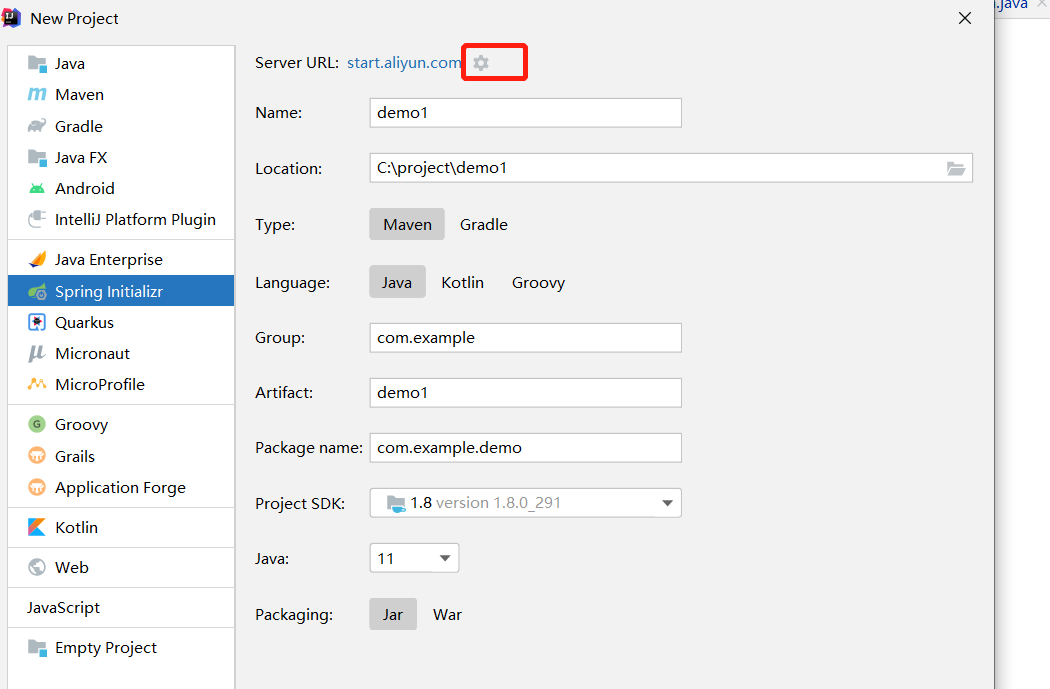 New Project
.java
Java
Maven
Gradle
Java FX
Android
IntelliJ Platform Plugin
Java Enterprise
Spring Initializr
Quarkus
Micronaut
MicroProfile
Groovy
Grails
Application Forge
Kotlin
Web
JavaScript
Empty Project
Server URL: start.aliyun.com
Name: demo1
Location: C:\project\demo1
Type: Maven Gradle
Language: Java Kotlin Groovy
Group: com.example
Artifact: demo1
Package name: com.example.demo
Project SDK: 1.8 version 1.8.0_291
Java: 11
Packaging: Jar War